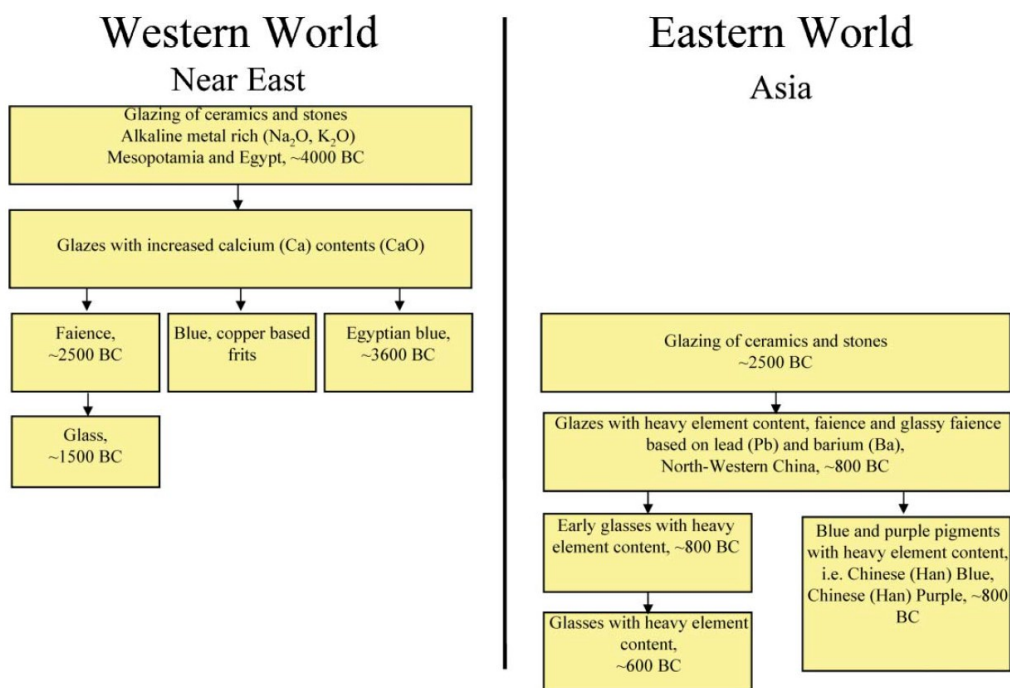 Western World
Near East
Glazing of ceramics and stones
Alkaline metal rich (Na₂O, K₂O)
Mesopotamia and Egypt, ~4000 BC
Glazes with increased calcium (Ca) contents (CaO)
Faience,
~2500 BC
Blue, copper based
frits
Egyptian blue,
~3600 BC
Glass,
~1500 BC
Eastern World
Asia
Glazing of ceramics and stones
~2500 BC
Glazes with heavy element content, faience and glassy faience
based on lead (Pb) and barium (Ba),
North-Western China, ~800 BC
Early glasses with heavy
element content, ~800 BC
Glasses with heavy element
content,
~600 BC
Blue and purple pigments
with heavy element content,
i.e. Chinese (Han) Blue,
Chinese (Han) Purple, ~800
BC